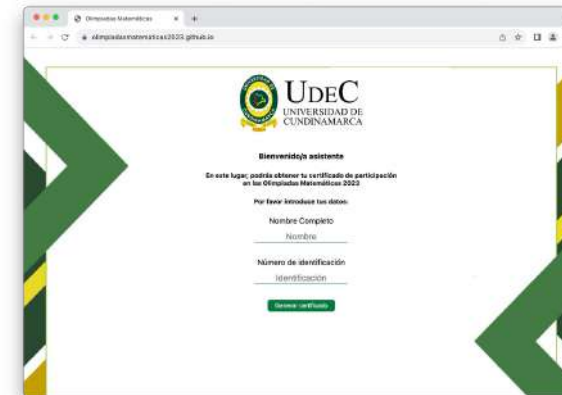 Olimpiadas Matemáticas
olimpiadasmatematicas2023.github.io
UDEC
UNIVERSIDAD DE
CUNDINAMARCA
Bienvenido/a asistente
En este lugar, podrás obtener tu certificado de participación
en las Olimpiadas Matemáticas 2023
Por favor introduce tus datos:
Nombre Completo
Nombre
Número de identificación
Identificación
Generar certificado